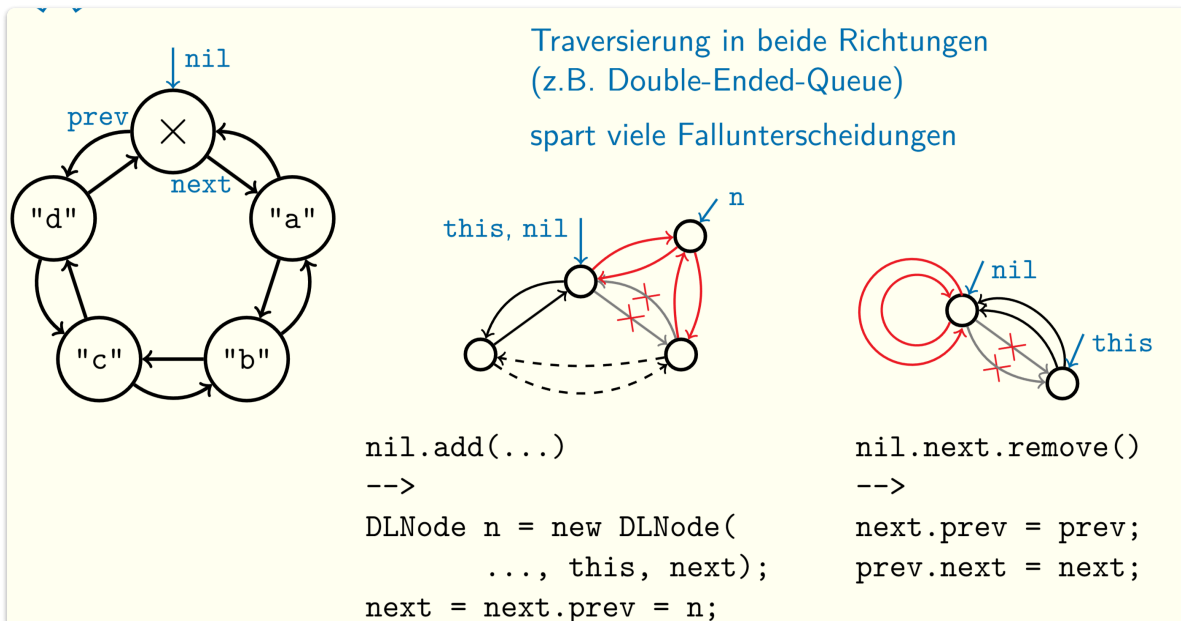 nil
Traversierung in beide Richtungen
(z.B. Double-Ended-Queue)
spart viele Fallunterscheidungen
prev
next
"d"
"a"
"c"
"b"
this, nil
n
nil
this
nil.add(...)
-->
DLNode n = new DLNode(
..., this, next);
next = next.prev = n;
nil.next.remove()
-->
next.prev = prev;
prev.next = next;